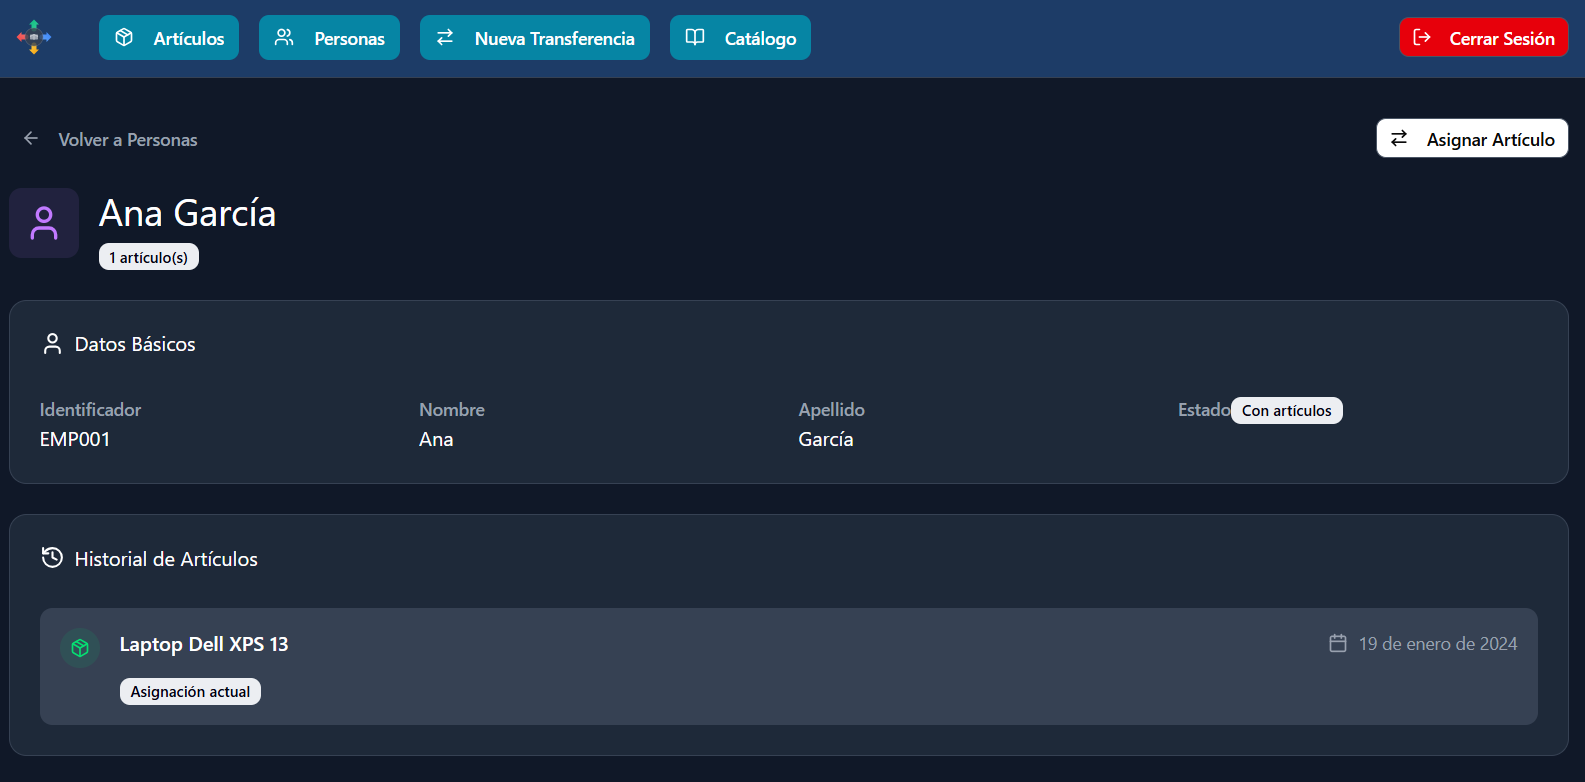 Artículos Personas Nueva Transferencia Catálogo Cerrar Sesión
Volver a Personas Asignar Artículo
Ana García
1 artículo(s)
Datos Básicos
Identificador Nombre Apellido Estado Con artículos
EMP001 Ana García
Historial de Artículos
Laptop Dell XPS 13 19 de enero de 2024
Asignación actual